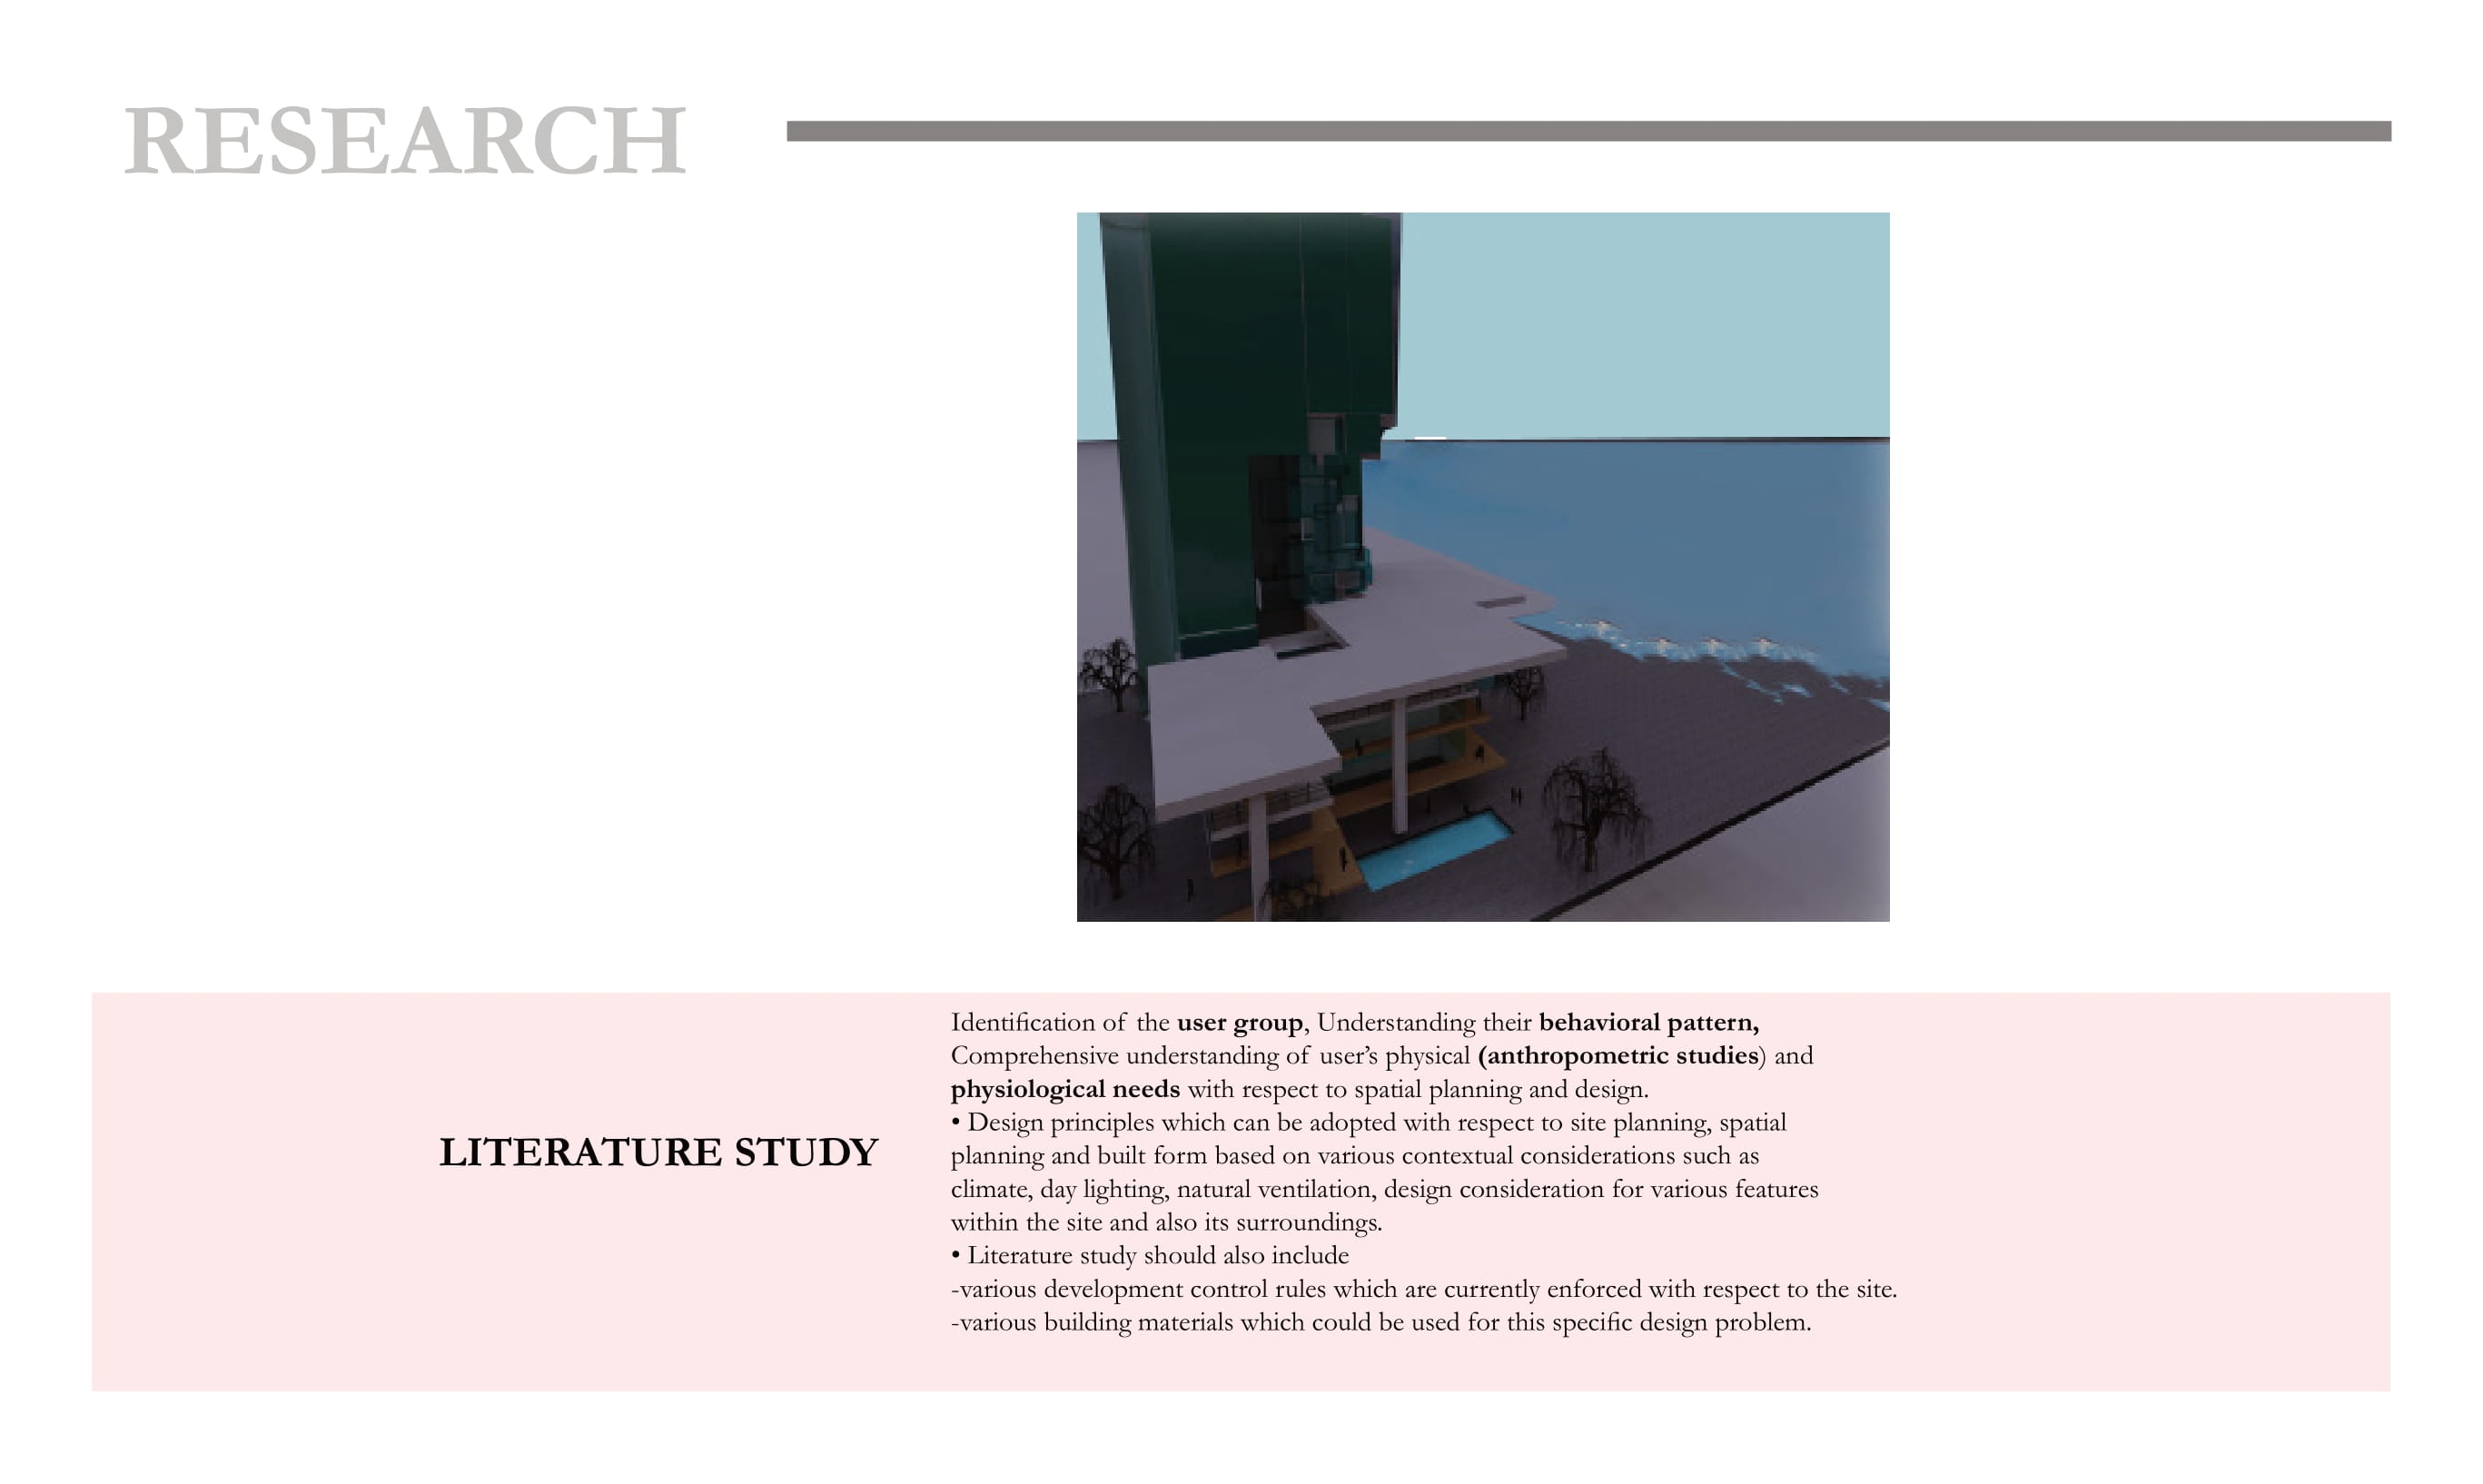 RESEARCH
LITERATURE STUDY
Identification of the user group, Understanding their behavioral pattern,
Comprehensive understanding of user’s physical (anthropometric studies) and
physiological needs with respect to spatial planning and design.
• Design principles which can be adopted with respect to site planning, spatial
planning and built form based on various contextual considerations such as
climate, day lighting, natural ventilation, design consideration for various features
within the site and also its surroundings.
• Literature study should also include
-various development control rules which are currently enforced with respect to the site.
-various building materials which could be used for this specific design problem.